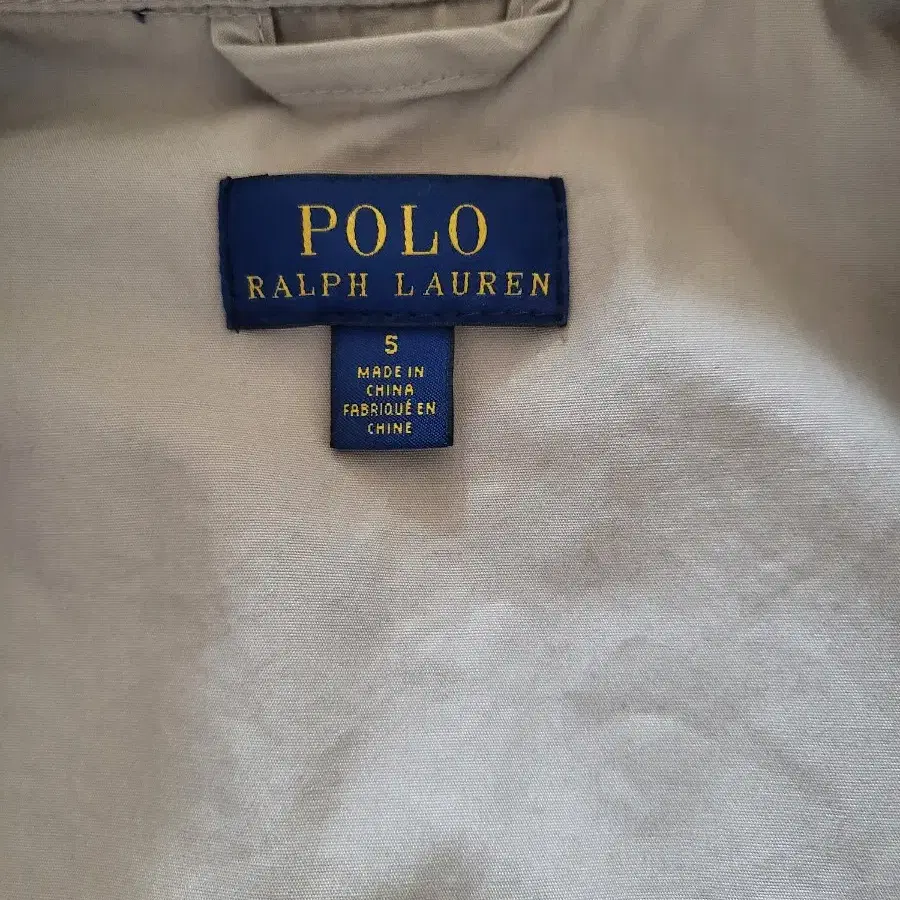 POLO
RALPH LAUREN
5
MADE IN
CHINA
FABRIQUÉ EN
CHINE